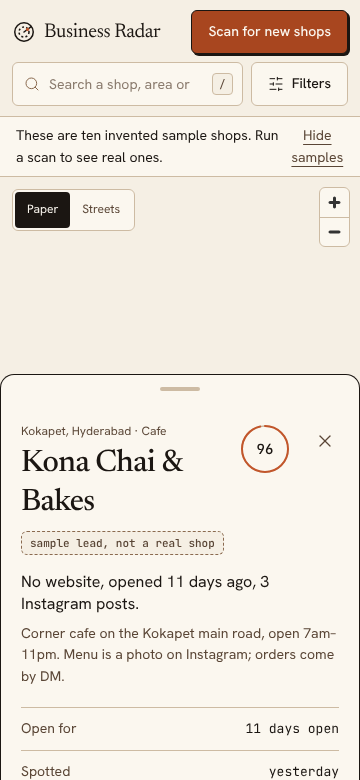 Business Radar
Scan for new shops
Search a shop, area or
/
Filters
These are ten invented sample shops. Run
a scan to see real ones.
Hide
samples
Paper
Streets
+
−
Kokapet, Hyderabad · Cafe
Kona Chai &
Bakes
96
sample lead, not a real shop
No website, opened 11 days ago, 3
Instagram posts.
Corner cafe on the Kokapet main road, open 7am–
11pm. Menu is a photo on Instagram; orders come
by DM.
Open for
11 days open
Spotted
yesterday